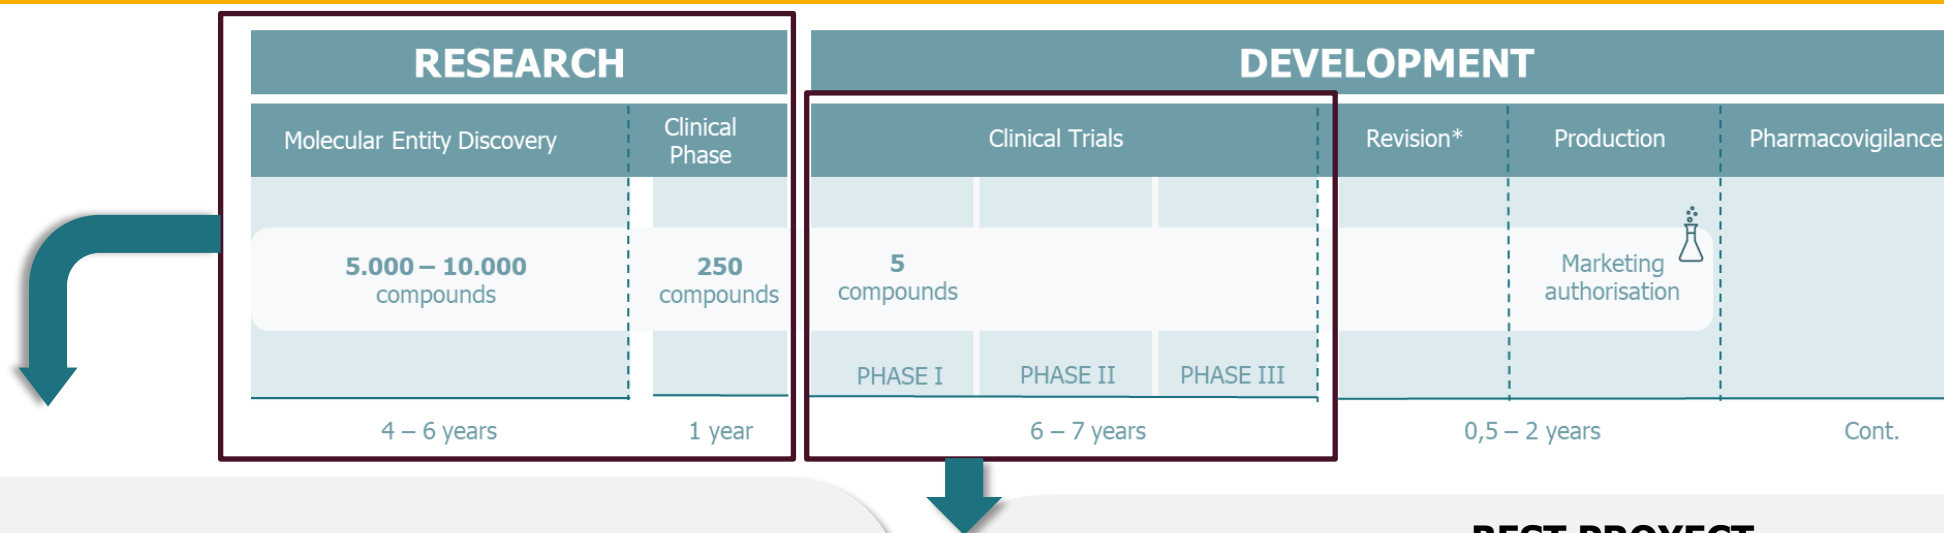 RESEARCH
DEVELOPMENT
Molecular Entity Discovery
Clinical
Phase
Clinical Trials
Revision*
Production
Pharmacovigilance
5.000 – 10.000
compounds
250
compounds
5
compounds
Marketing
authorisation
PHASE I
PHASE II
PHASE III
4 – 6 years
1 year
6 – 7 years
0,5 – 2 years
Cont.
BEST PROYECT